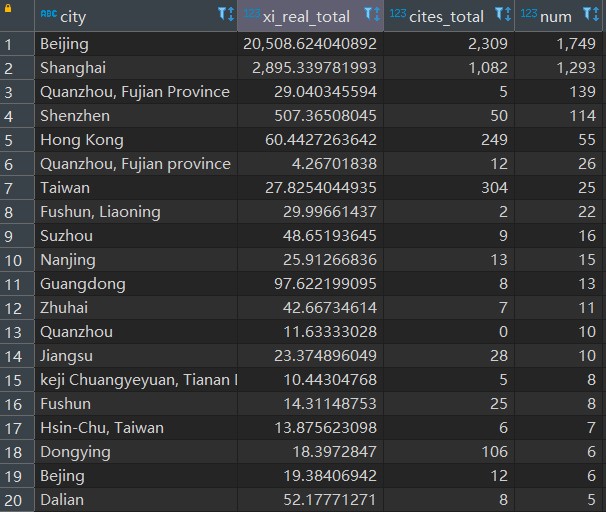 ABC city 123 xi_real_total 123 cites_total 123 num
1 Beijing 20,508.624040892 2,309 1,749
2 Shanghai 2,895.339781993 1,082 1,293
3 Quanzhou, Fujian Province 29.040345594 5 139
4 Shenzhen 507.36508045 50 114
5 Hong Kong 60.4427263642 249 55
6 Quanzhou, Fujian province 4.26701838 12 26
7 Taiwan 27.8254044935 304 25
8 Fushun, Liaoning 29.99661437 2 22
9 Suzhou 48.65193645 9 16
10 Nanjing 25.91266836 13 15
11 Guangdong 97.622199095 8 13
12 Zhuhai 42.66734614 7 11
13 Quanzhou 11.63333028 0 10
14 Jiangsu 23.374896049 28 10
15 keji Chuangyeyuan, Tianan 10.44304768 5 8
16 Fushun 14.31148753 25 8
17 Hsin-Chu, Taiwan 13.875623098 6 7
18 Dongying 18.3972847 106 6
19 Bejing 19.38406942 12 6
20 Dalian 52.17771271 8 5